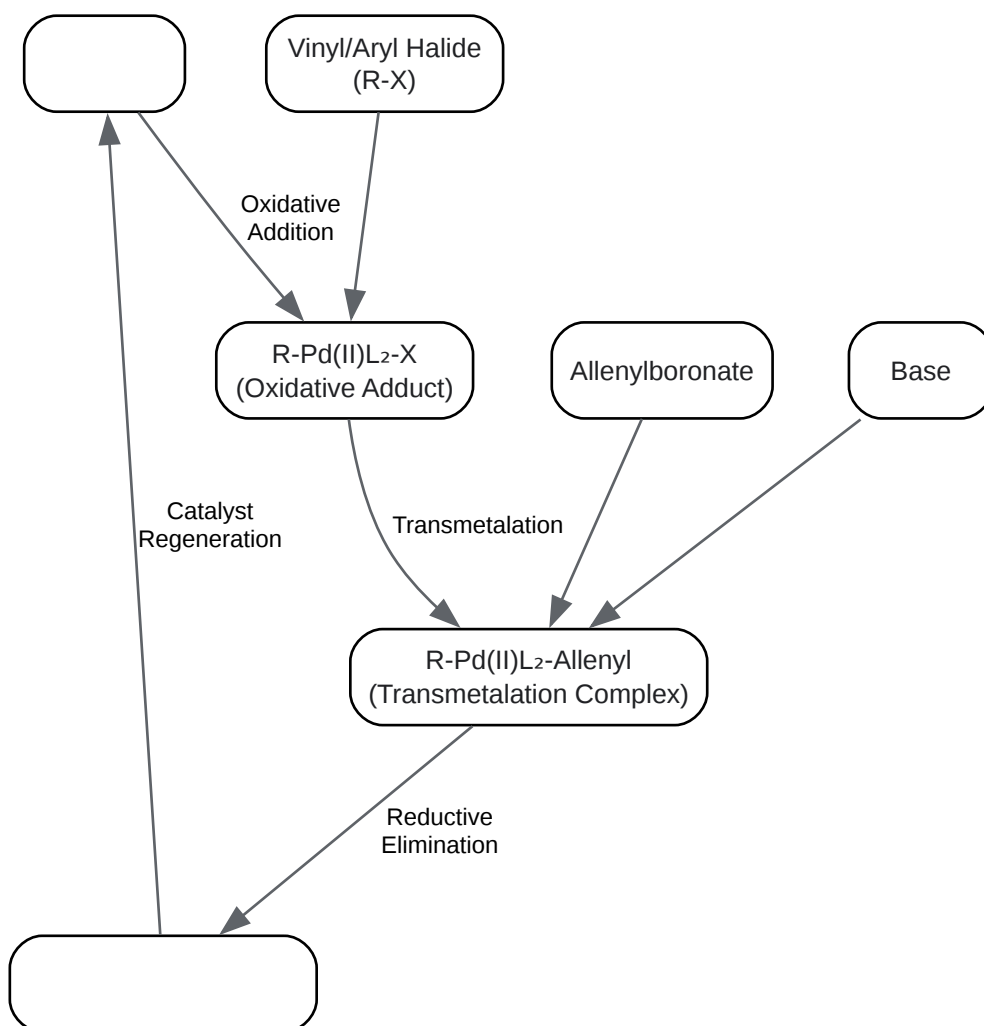 Vinyl/Aryl Halide
(R-X)
Oxidative
Addition
R-Pd(II)L₂-X
(Oxidative Adduct)
Allenylboronate
Base
Catalyst
Regeneration
Transmetalation
R-Pd(II)L₂-Allenyl
(Transmetalation Complex)
Reductive
Elimination